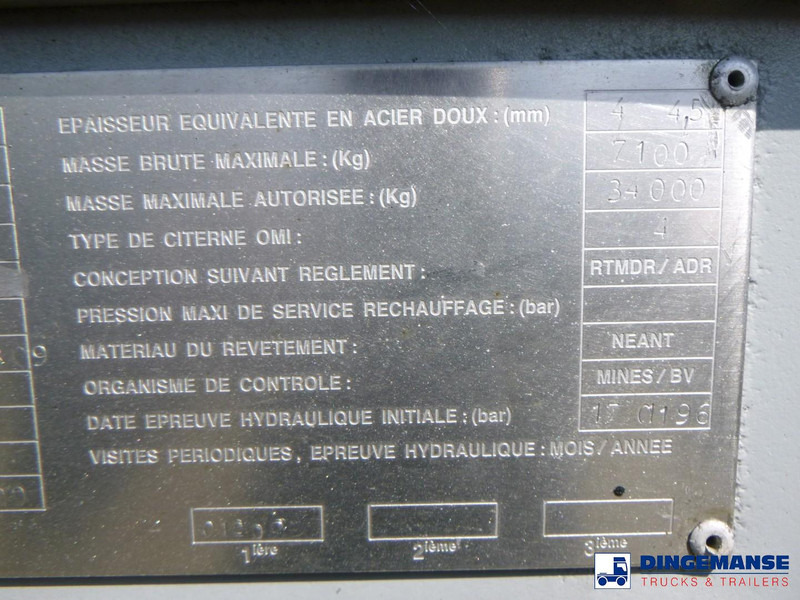 EPAISSEUR EQUIVALENTE EN ACIER DOUX : (mm) 4 4,5
MASSE BRUTE MAXIMALE : (Kg) 7100
MASSE MAXIMALE AUTORISEE : (Kg) 34000
TYPE DE CITERNE OMI : 4
CONCEPTION SUIVANT REGLEMENT : RTMDR / ADR
PRESSION MAXI DE SERVICE RECHAUFFAGE : (bar)
MATERIAU DU REVETEMENT : NEANT
09
ORGANISME DE CONTROLE : MINES / BV
DATE EPREUVE HYDRAULIQUE INITIALE : (bar)
VISITES PERIODIQUES , EPREUVE HYDRAULIQUE : MOIS / ANNEE
1ière 2ième 3ième
DINGEMANSE
TRUCKS & TRAILERS